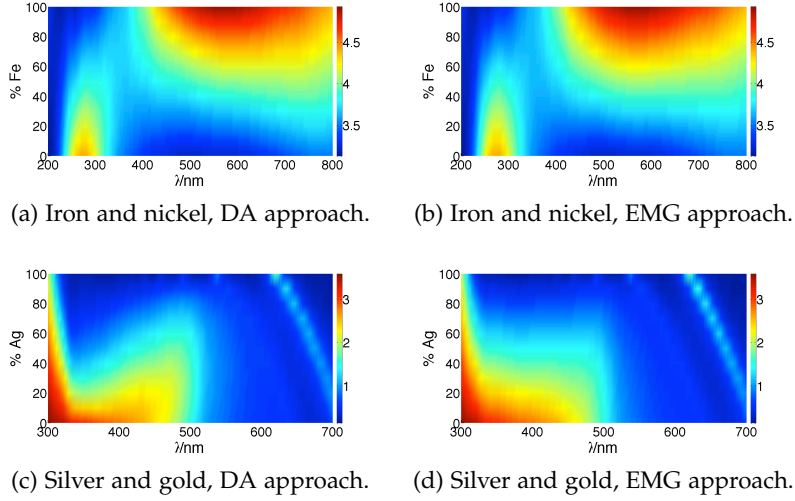 100
80
60
40
20
0
% Fe
200 300 400 500 600 700 800
λ/nm
4.5
4
3.5
(a) Iron and nickel, DA approach.
100
80
60
40
20
0
% Fe
200 300 400 500 600 700 800
λ/nm
4.5
4
3.5
(b) Iron and nickel, EMG approach.
100
80
60
40
20
0
% Ag
300 400 500 600 700
λ/nm
3
2
1
(c) Silver and gold, DA approach.
100
80
60
40
20
0
% Ag
300 400 500 600 700
λ/nm
3
2
1
(d) Silver and gold, EMG approach.